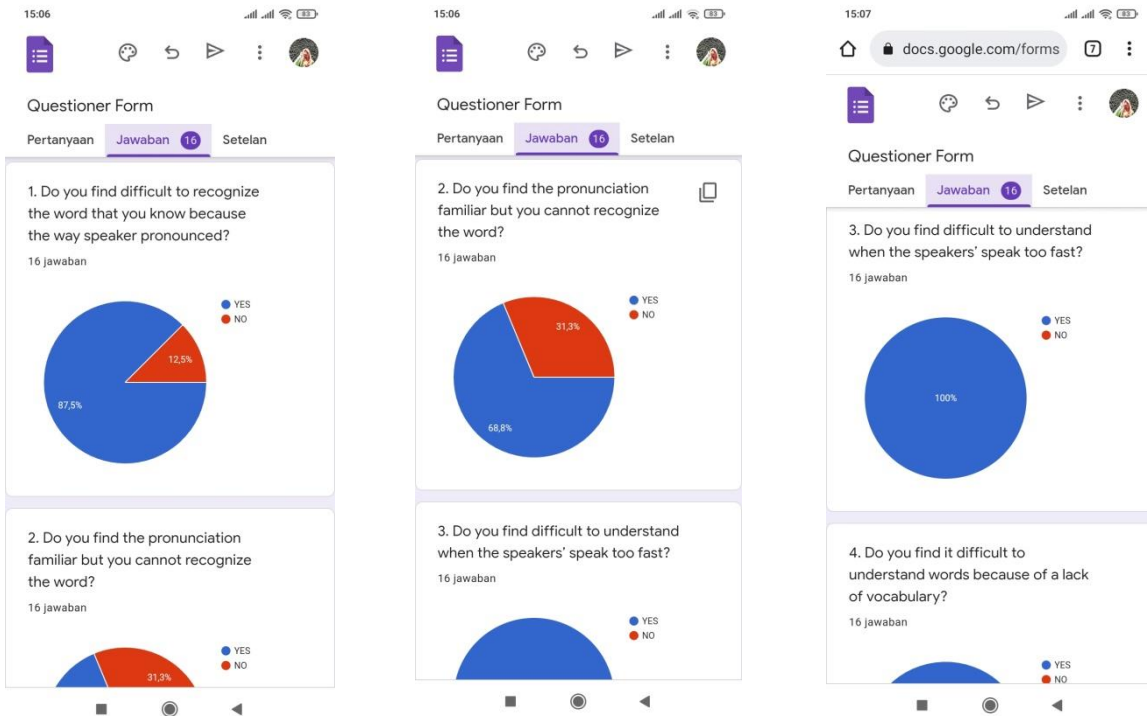 15:06
83
Questioner Form
Pertanyaan Jawaban 16 Setelan
1. Do you find difficult to recognize
the word that you know because
the way speaker pronounced?
16 jawaban
YES
NO
12,5%
87,5%
2. Do you find the pronunciation
familiar but you cannot recognize
the word?
16 jawaban
YES
NO
31,3%
15:06
83
Questioner Form
Pertanyaan Jawaban 16 Setelan
2. Do you find the pronunciation
familiar but you cannot recognize
the word?
16 jawaban
YES
NO
31,3%
68,8%
3. Do you find difficult to understand
when the speakers’ speak too fast?
16 jawaban
YES
NO
15:07
83
docs.google.com/forms 7
Questioner Form
Pertanyaan Jawaban 16 Setelan
3. Do you find difficult to understand
when the speakers’ speak too fast?
16 jawaban
YES
NO
100%
4. Do you find it difficult to
understand words because of a lack
of vocabulary?
16 jawaban
YES
NO